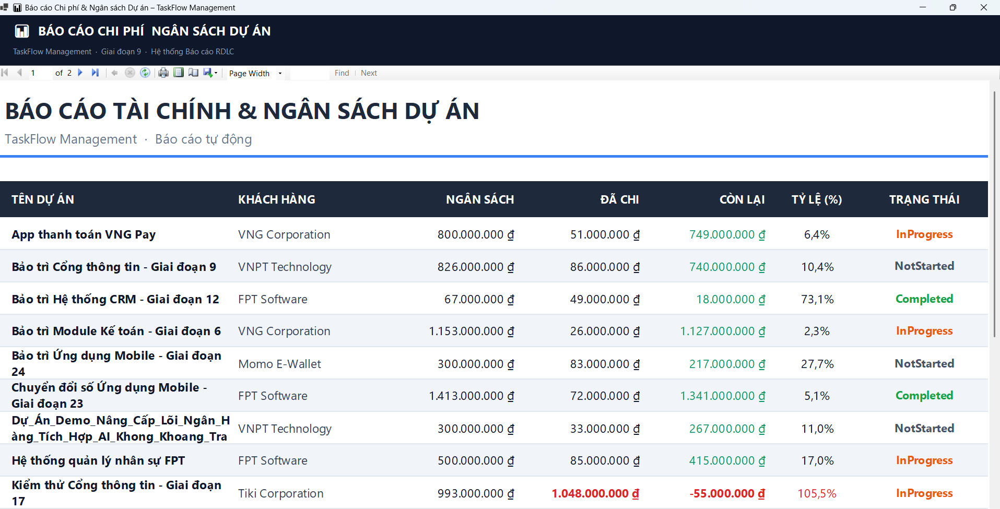 Báo cáo Chi phí & Ngân sách Dự án – TaskFlow Management
BÁO CÁO CHI PHÍ  NGÂN SÁCH DỰ ÁN
TaskFlow Management · Giai đoạn 9 · Hệ thống Báo cáo RDLC
1 of 2 Page Width Find Next
BÁO CÁO TÀI CHÍNH & NGÂN SÁCH DỰ ÁN
TaskFlow Management · Báo cáo tự động
TÊN DỰ ÁN KHÁCH HÀNG NGÂN SÁCH ĐÃ CHI CÒN LẠI TỶ LỆ (%) TRẠNG THÁI
App thanh toán VNG Pay VNG Corporation 800.000.000 ₫ 51.000.000 ₫ 749.000.000 ₫ 6,4% InProgress
Bảo trì Cổng thông tin - Giai đoạn 9 VNPT Technology 826.000.000 ₫ 86.000.000 ₫ 740.000.000 ₫ 10,4% NotStarted
Bảo trì Hệ thống CRM - Giai đoạn 12 FPT Software 67.000.000 ₫ 49.000.000 ₫ 18.000.000 ₫ 73,1% Completed
Bảo trì Module Kế toán - Giai đoạn 6 VNG Corporation 1.153.000.000 ₫ 26.000.000 ₫ 1.127.000.000 ₫ 2,3% InProgress
Bảo trì Ứng dụng Mobile - Giai đoạn
24 Momo E-Wallet 300.000.000 ₫ 83.000.000 ₫ 217.000.000 ₫ 27,7% NotStarted
Chuyển đổi số Ứng dụng Mobile -
Giai đoạn 23 FPT Software 1.413.000.000 ₫ 72.000.000 ₫ 1.341.000.000 ₫ 5,1% Completed
Dự_Án_Demo_Nâng_Cấp_Lõi_Ngân_H
àng_Tích_Hợp_AI_Khong_Khoang_Tra VNPT Technology 300.000.000 ₫ 33.000.000 ₫ 267.000.000 ₫ 11,0% NotStarted
Hệ thống quản lý nhân sự FPT FPT Software 500.000.000 ₫ 85.000.000 ₫ 415.000.000 ₫ 17,0% InProgress
Kiểm thử Cổng thông tin - Giai đoạn
17 Tiki Corporation 993.000.000 ₫ 1.048.000.000 ₫ -55.000.000 ₫ 105,5% InProgress